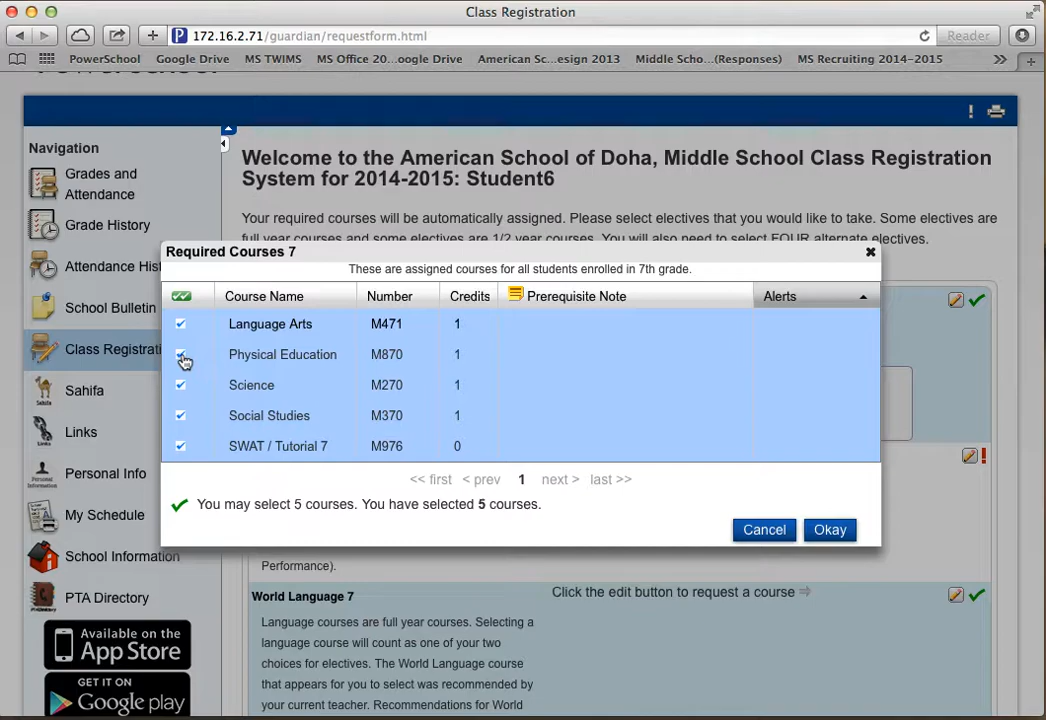 Class Registration
172.16.2.71/guardian/requestform.html
Reader
PowerSchool Google Drive MS TWIMS MS Office 20...oogle Drive American Sc...esign 2013 Middle Scho...(Responses) MS Recruiting 2014-2015
Navigation
Grades and
Attendance
Grade History
Attendance His
School Bulletin
Class Registrati
Sahifa
Sahifa
Links
Links
Personal Info
My Schedule
School Information
PTA Directory
Available on the
App Store
GET IT ON
Google play
Welcome to the American School of Doha, Middle School Class Registration
System for 2014-2015: Student6
Your required courses will be automatically assigned. Please select electives that you would like to take. Some electives are
full year courses and some electives are 1/2 year courses. You will also need to select FOUR alternate electives.
Required Courses 7
These are assigned courses for all students enrolled in 7th grade.
Course Name Number Credits Prerequisite Note Alerts
Language Arts M471 1
Physical Education M870 1
Science M270 1
Social Studies M370 1
SWAT / Tutorial 7 M976 0
<< first < prev 1 next > last >>
You may select 5 courses. You have selected 5 courses.
Cancel Okay
Performance).
World Language 7
Click the edit button to request a course
Language courses are full year courses. Selecting a
language course will count as one of your two
choices for electives. The World Language course
that appears for you to select was recommended by
your current teacher. Recommendations for World